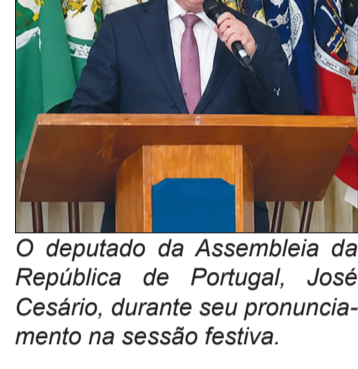 O deputado da Assembleia da
República de Portugal, José
Cesário, durante seu pronuncia-
mento na sessão festiva.